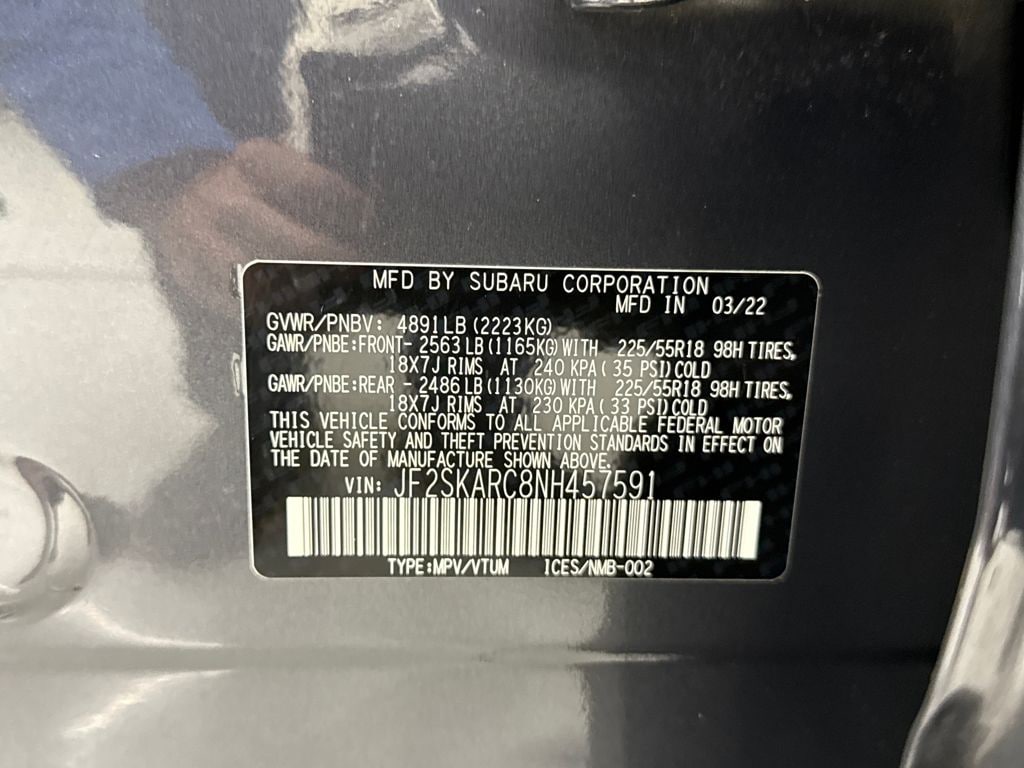 MFD BY SUBARU CORPORATION
MFD IN 03/22
GVWR/PNBV: 4891LB (2223KG)
GAWR/PNBE:FRONT- 2563LB (1165KG)WITH 225/55R18 98H TIRES,
18X7J RIMS AT 240 KPA( 35 PSI)COLD
GAWR/PNBE:REAR - 2486LB (1130KG)WITH 225/55R18 98H TIRES,
18X7J RIMS AT 230 KPA( 33 PSI)COLD
THIS VEHICLE CONFORMS TO ALL APPLICABLE FEDERAL MOTOR
VEHICLE SAFETY AND THEFT PREVENTION STANDARDS IN EFFECT ON
THE DATE OF MANUFACTURE SHOWN ABOVE.
VIN: JF2SKARC8NH457591
TYPE:MPV/VTUM ICES/NMB-002